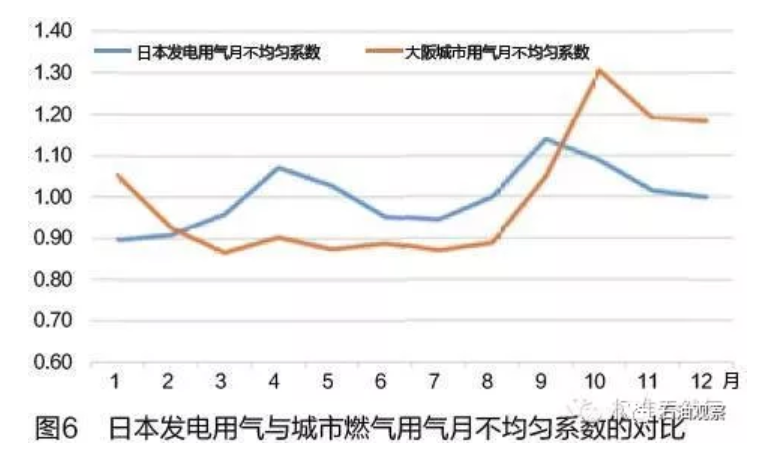 1.40
日本发电用气月不均匀系数 大阪城市用气月不均匀系数
1.30
1.20
1.10
1.00
0.90
0.80
0.70
0.60
1 2 3 4 5 6 7 8 9 10 11 12 月
石油观察
图6 日本发电用气与城市燃气用气月不均匀系数的对比